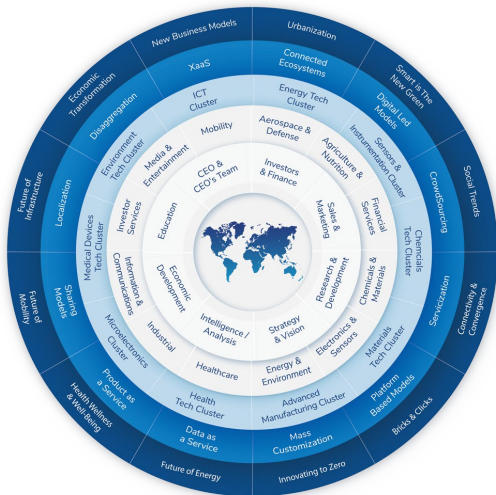 New Business Models
Urbanization
Smart is The
New Green
Social Trends
Connectivity &
Convergence
Bricks & Clicks
Innovating to Zero
Future of Energy
Health Wellness
& Well-Being
Future of
Mobility
Future of
Infrastructure
Economic
Transformation
XaaS
Connected
Ecosystems
Digital Led
Models
CrowdSourcing
Servicization
Platform
Based Models
Mass
Customization
Data as
a Service
Product as
a Service
Sharing
Models
Localization
Disaggregation
ICT
Cluster
Energy Tech
Cluster
Sensors &
Instrumentation Cluster
Chemcials
Tech Cluster
Materials
Tech Cluster
Advanced
Manufacturing Cluster
Health
Tech Cluster
Microelectronics
Cluster
Medical Devices
Tech Cluster
Environment
Tech Cluster
Mobility
Aerospace &
Defense
Agriculture &
Nutrition
Financial
Services
Chemicals &
Materials
Electronics &
Sensors
Energy &
Environment
Healthcare
Industrial
Information &
Communications
Investor
Services
Media &
Entertainment
CEO &
CEO's Team
Investors
& Finance
Sales &
Marketing
Research &
Development
Strategy
& Vision
Intelligence /
Analysis
Economic
Development
Education